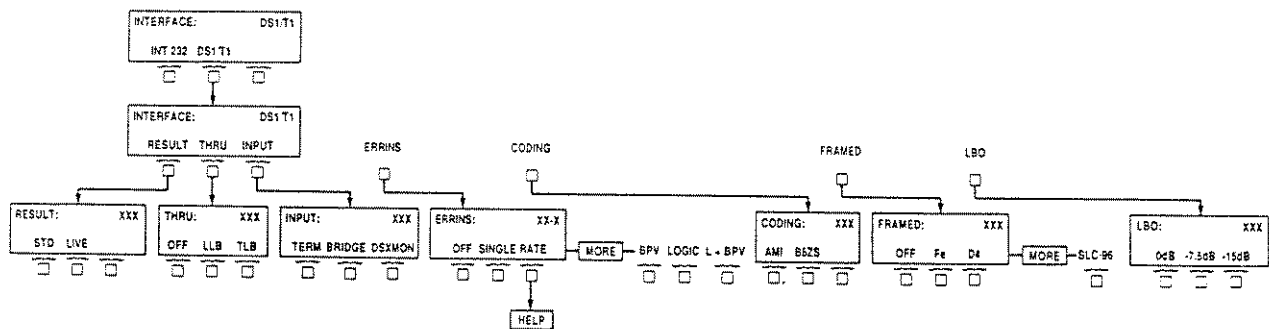 INTERFACE: DS1/T1
INT 232 DS1 T1
INTERFACE: DS1 T1
RESULT THRU INPUT
ERRINS
CODING
FRAMED
LBO
RESULT: XXX
STD LIVE
THRU: XXX
OFF LLB TLB
INPUT: XXX
TERM BRIDGE DSXMON
ERRINS: XX-X
OFF SINGLE RATE
MORE
BPV LOGIC L + BPV
HELP
CODING: XXX
AMI B8ZS
FRAMED: XXX
OFF Fe D4
MORE
SLC-96
LBO: XXX
0dB -7.5dB -15dB